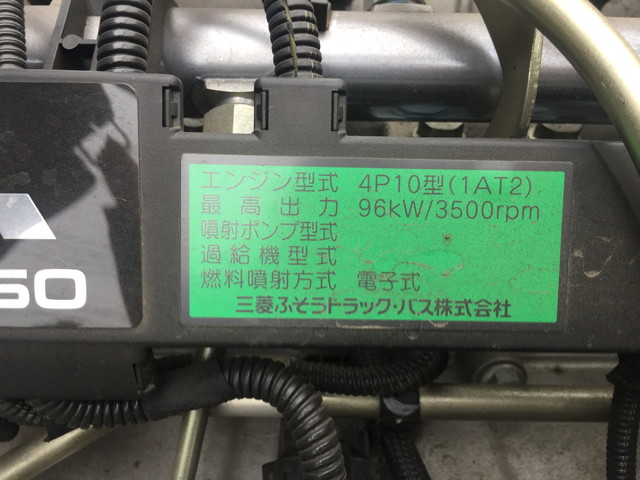 エンジン型式 4P10型(1AT2)
最高出力 96kW/3500rpm
噴射ポンプ型式
過給機型式
燃料噴射方式 電子式
三菱ふそうトラック・バス株式会社